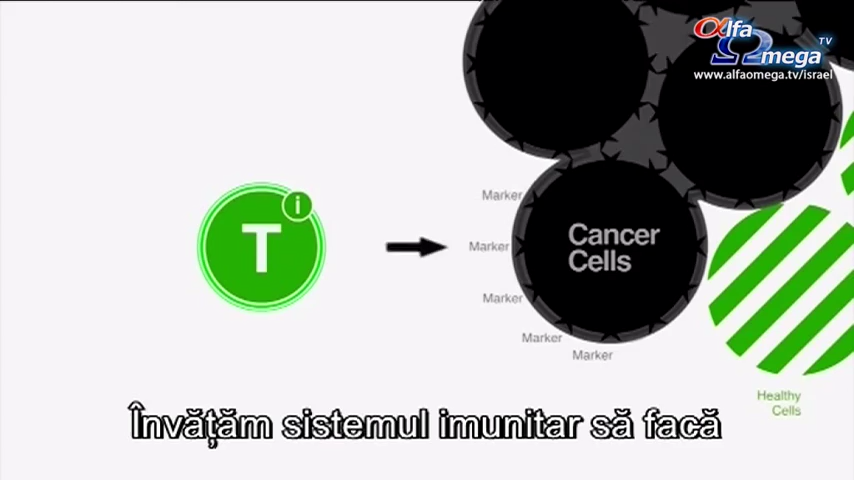 alfa
Omega TV
www.alfaomega.tv/israel
i
T
Marker
Marker
Marker
Marker
Marker
Cancer
Cells
Healthy
Cells
Învățăm sistemul imunitar să facă